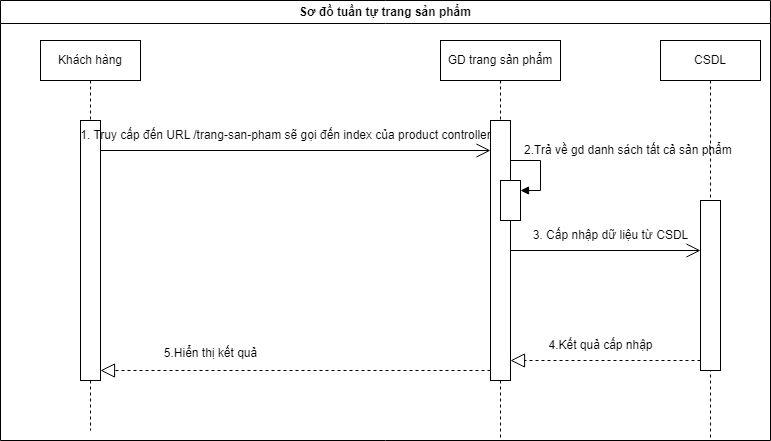 Sơ đồ tuần tự trang sản phẩm
Khách hàng
GD trang sản phẩm
CSDL
1. Truy cấp đến URL /trang-san-pham sẽ gọi đến index của product controller
2.Trả về gd danh sách tất cả sản phẩm
3. Cấp nhập dữ liệu từ CSDL
4.Kết quả cấp nhập
5.Hiển thị kết quả